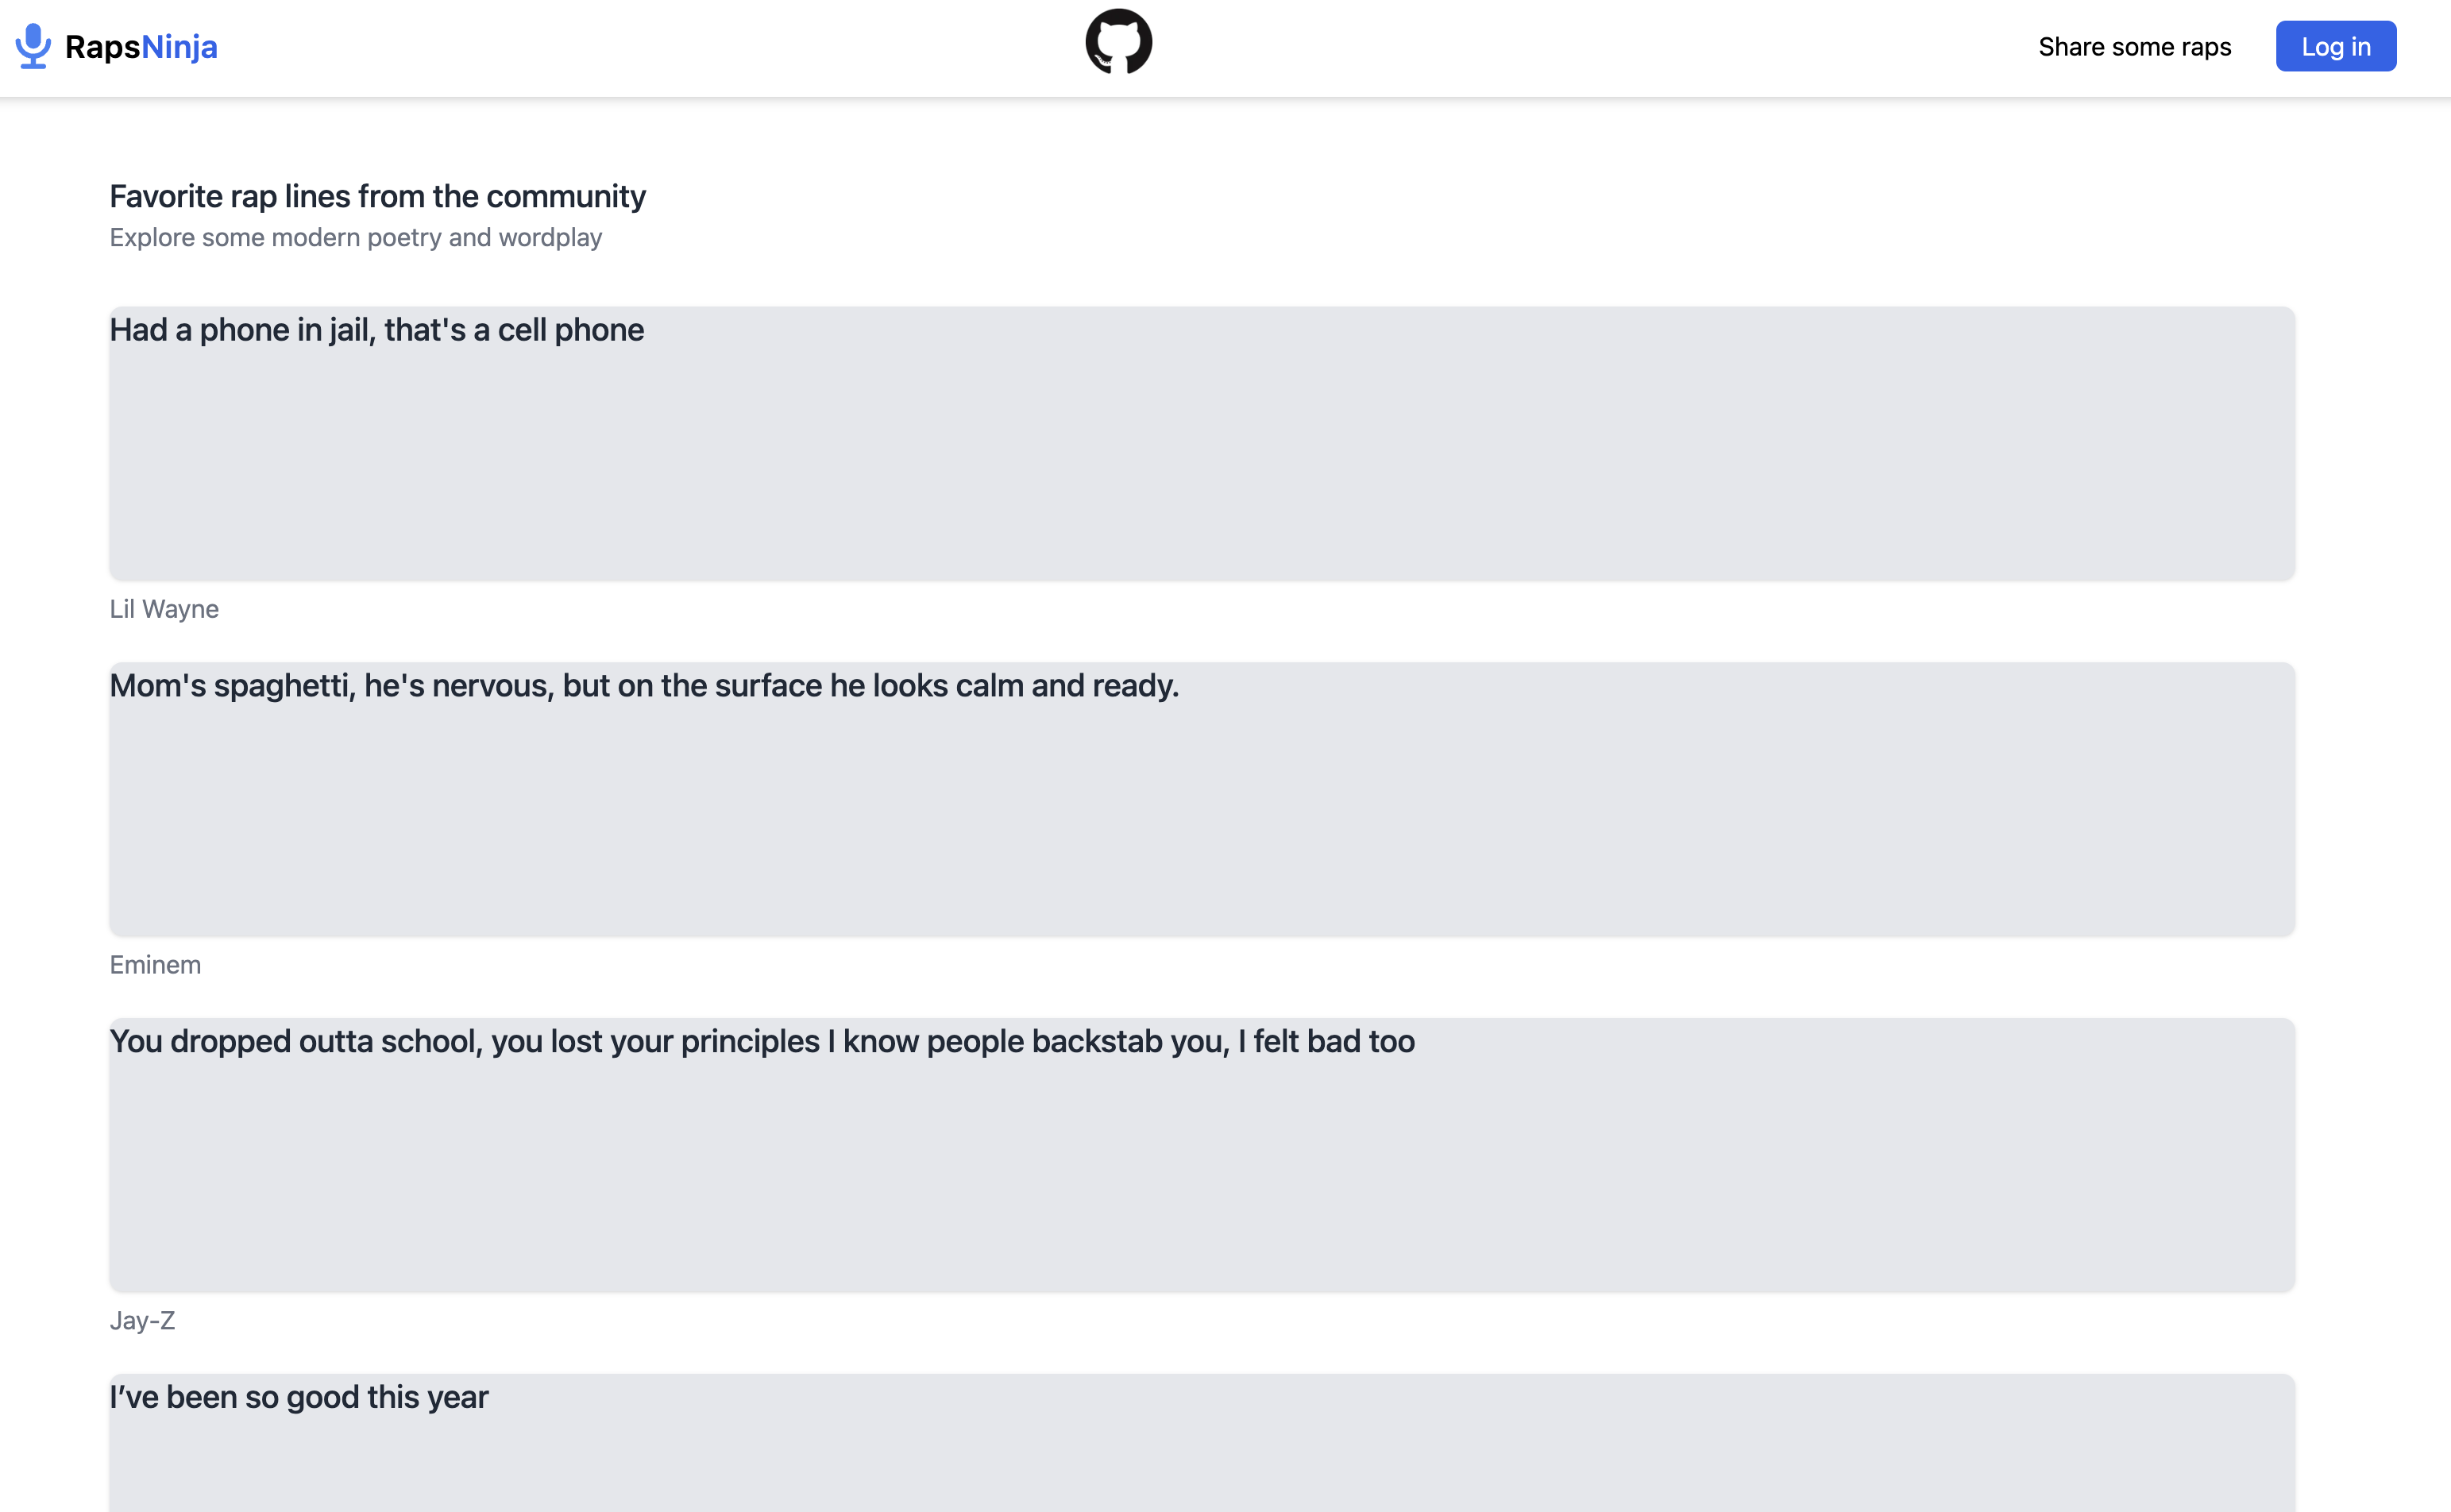 RapsNinja
Share some raps
Log in
Favorite rap lines from the community
Explore some modern poetry and wordplay
Had a phone in jail, that's a cell phone
Lil Wayne
Mom's spaghetti, he's nervous, but on the surface he looks calm and ready.
Eminem
You dropped outta school, you lost your principles I know people backstab you, I felt bad too
Jay-Z
I’ve been so good this year